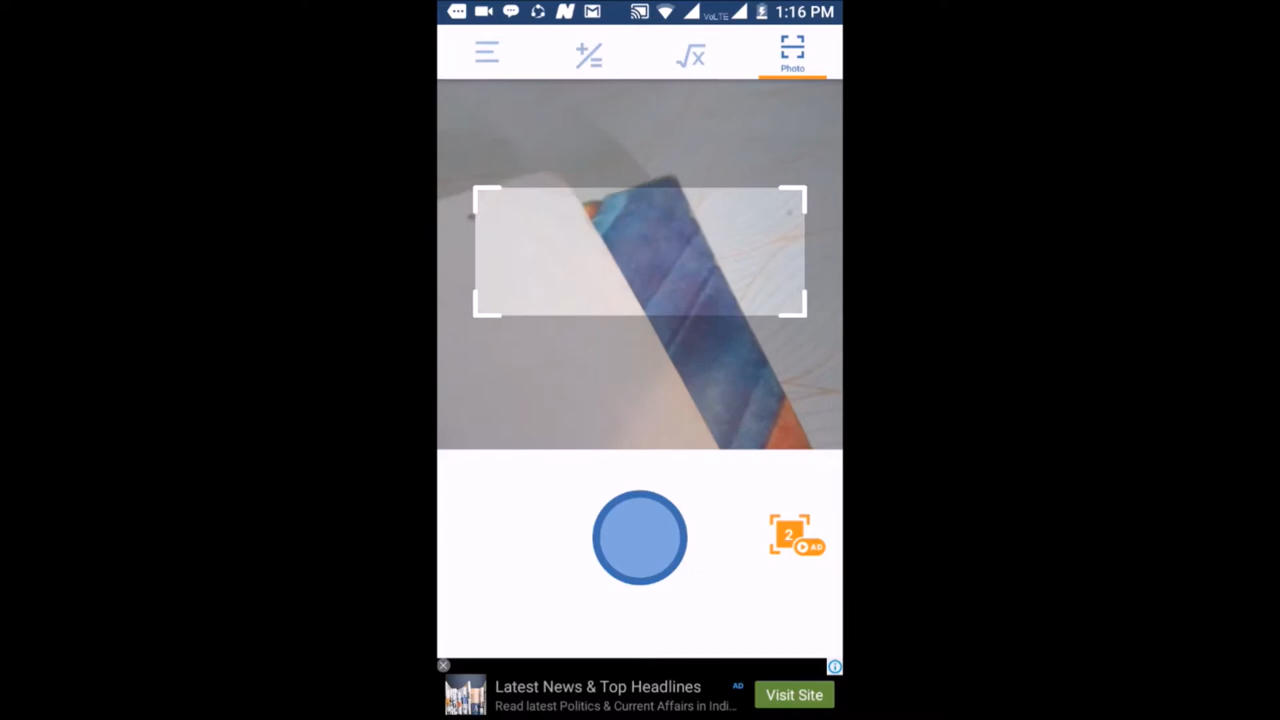 VoLTE 1:16 PM
+/=
√x
Photo
2
AD
Latest News & Top Headlines AD
Read latest Politics & Current Affairs in Indi...
Visit Site